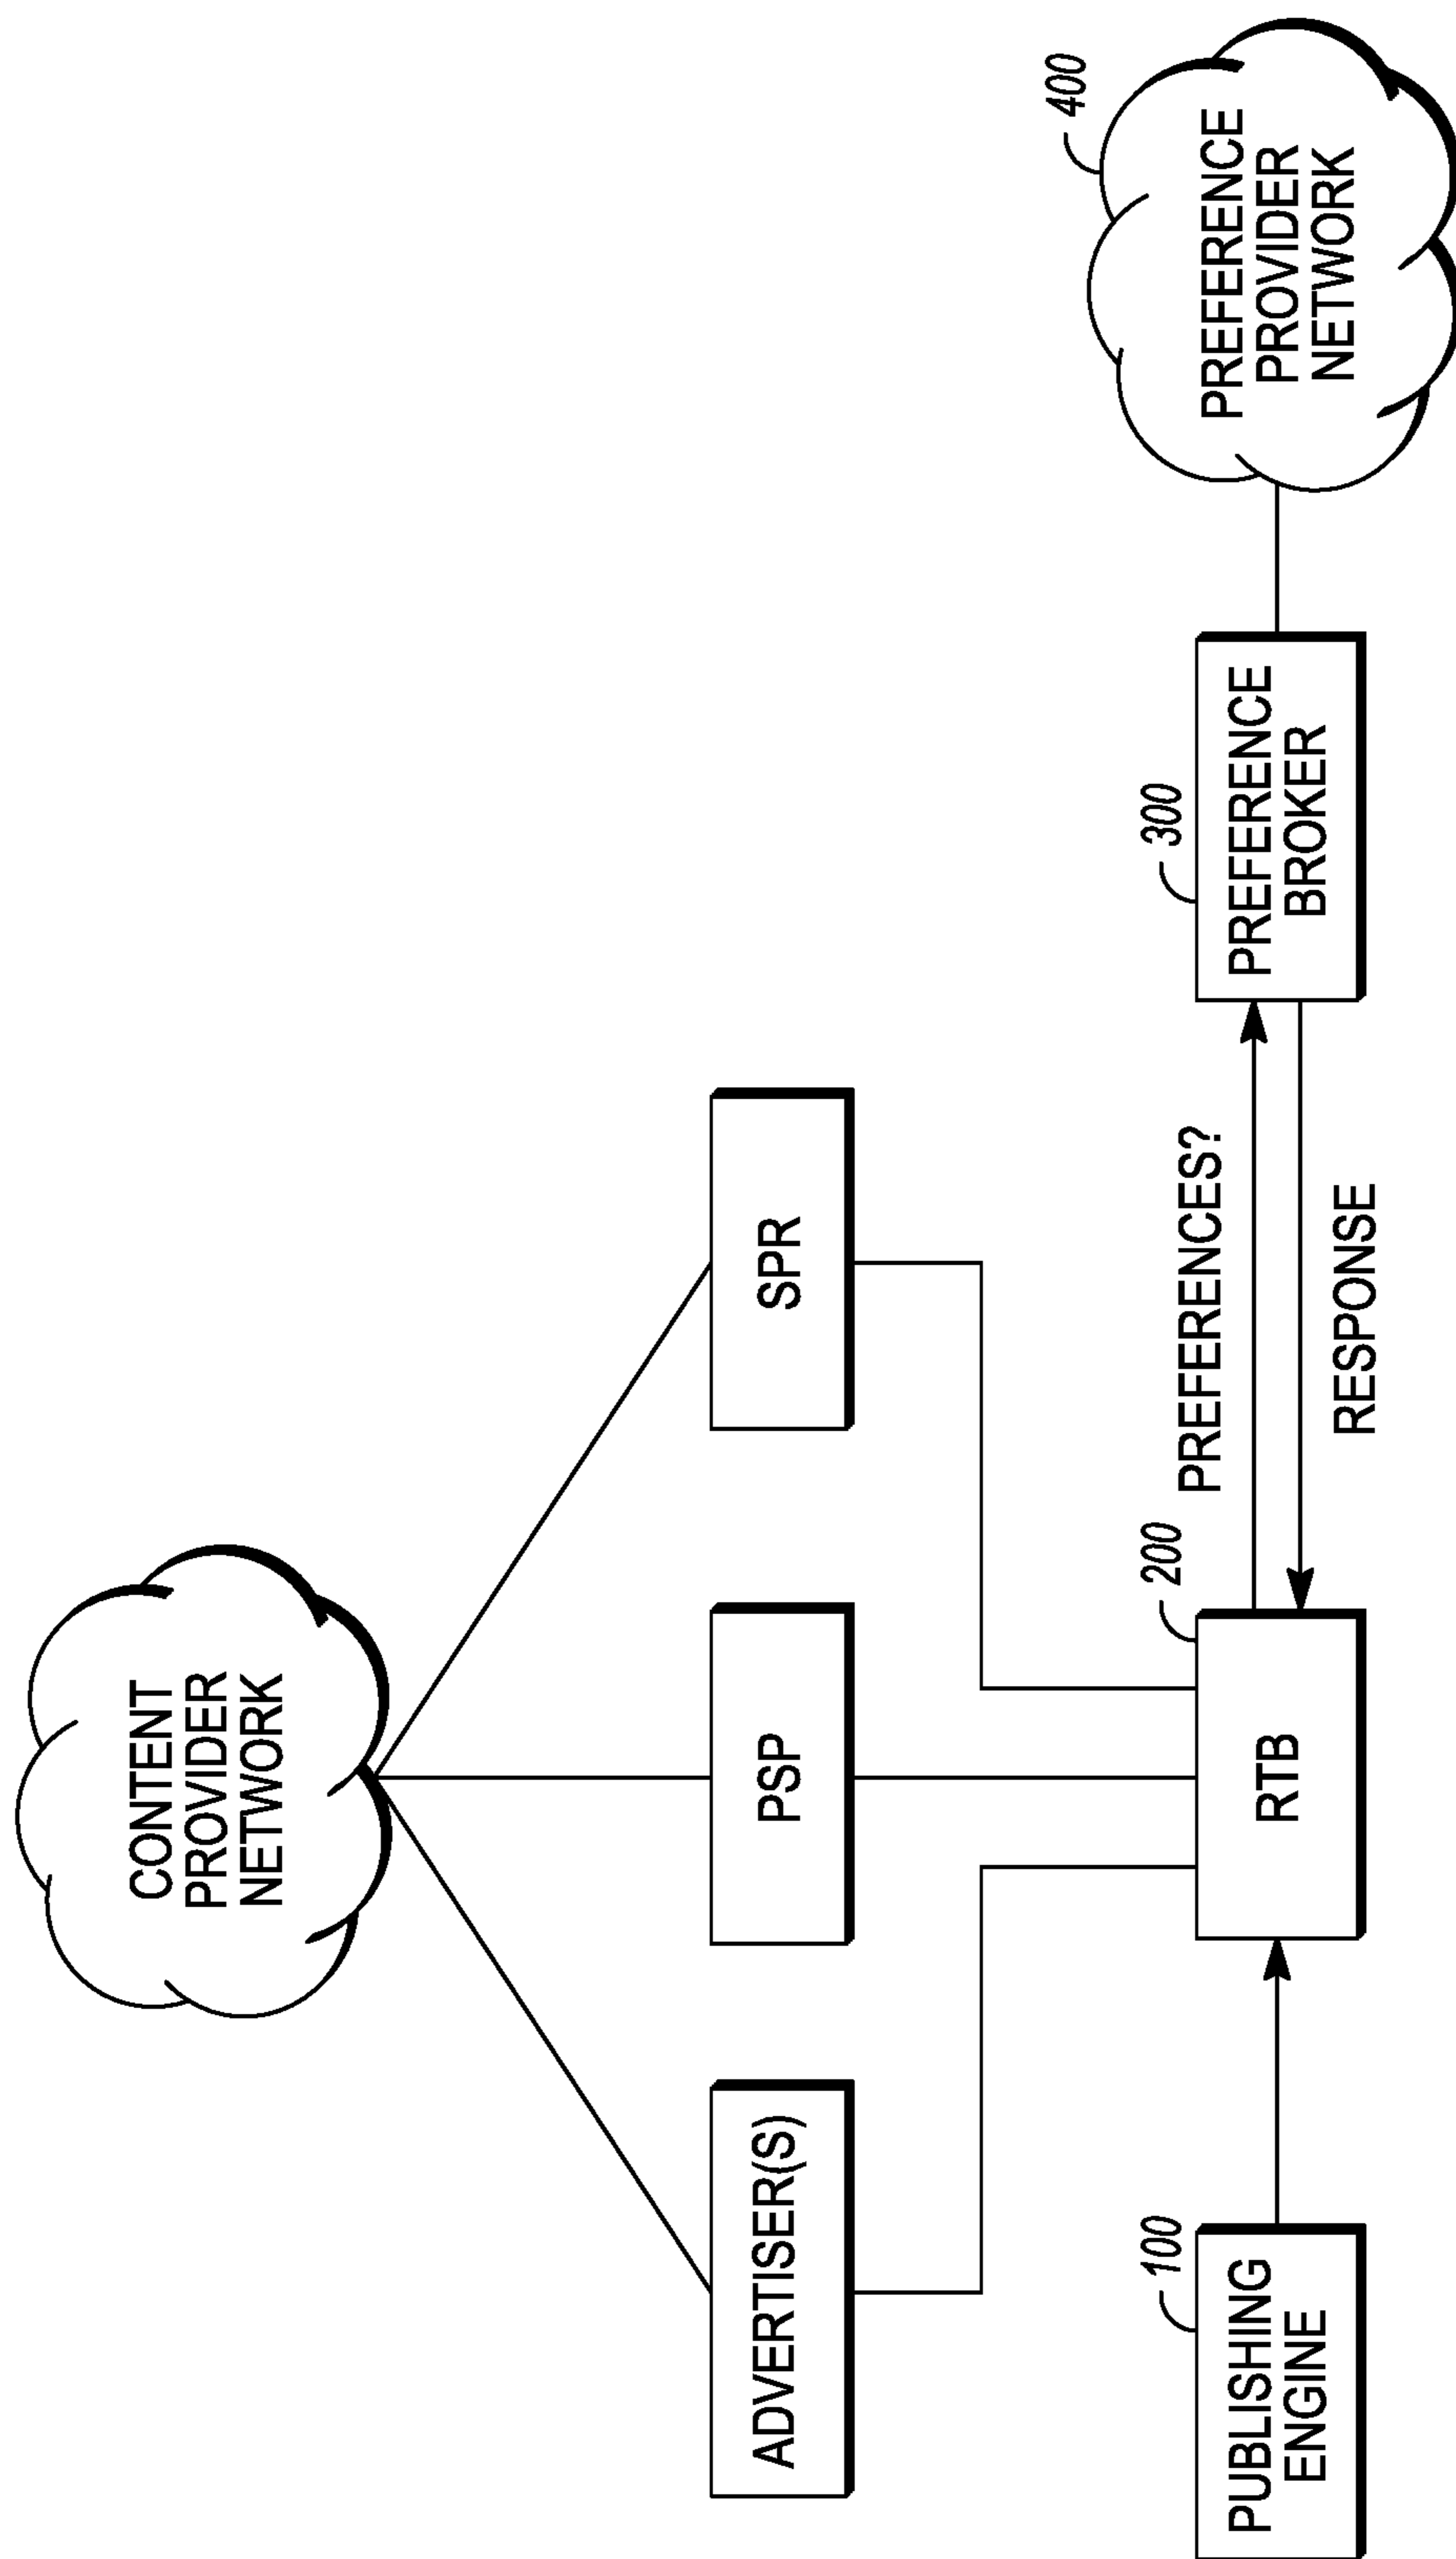 CONTENT
PROVIDER
NETWORK
ADVERTISER(S)
PSP
SPR
100
PUBLISHING
ENGINE
200
RTB
PREFERENCES?
RESPONSE
300
PREFERENCE
BROKER
400
PREFERENCE
PROVIDER
NETWORK